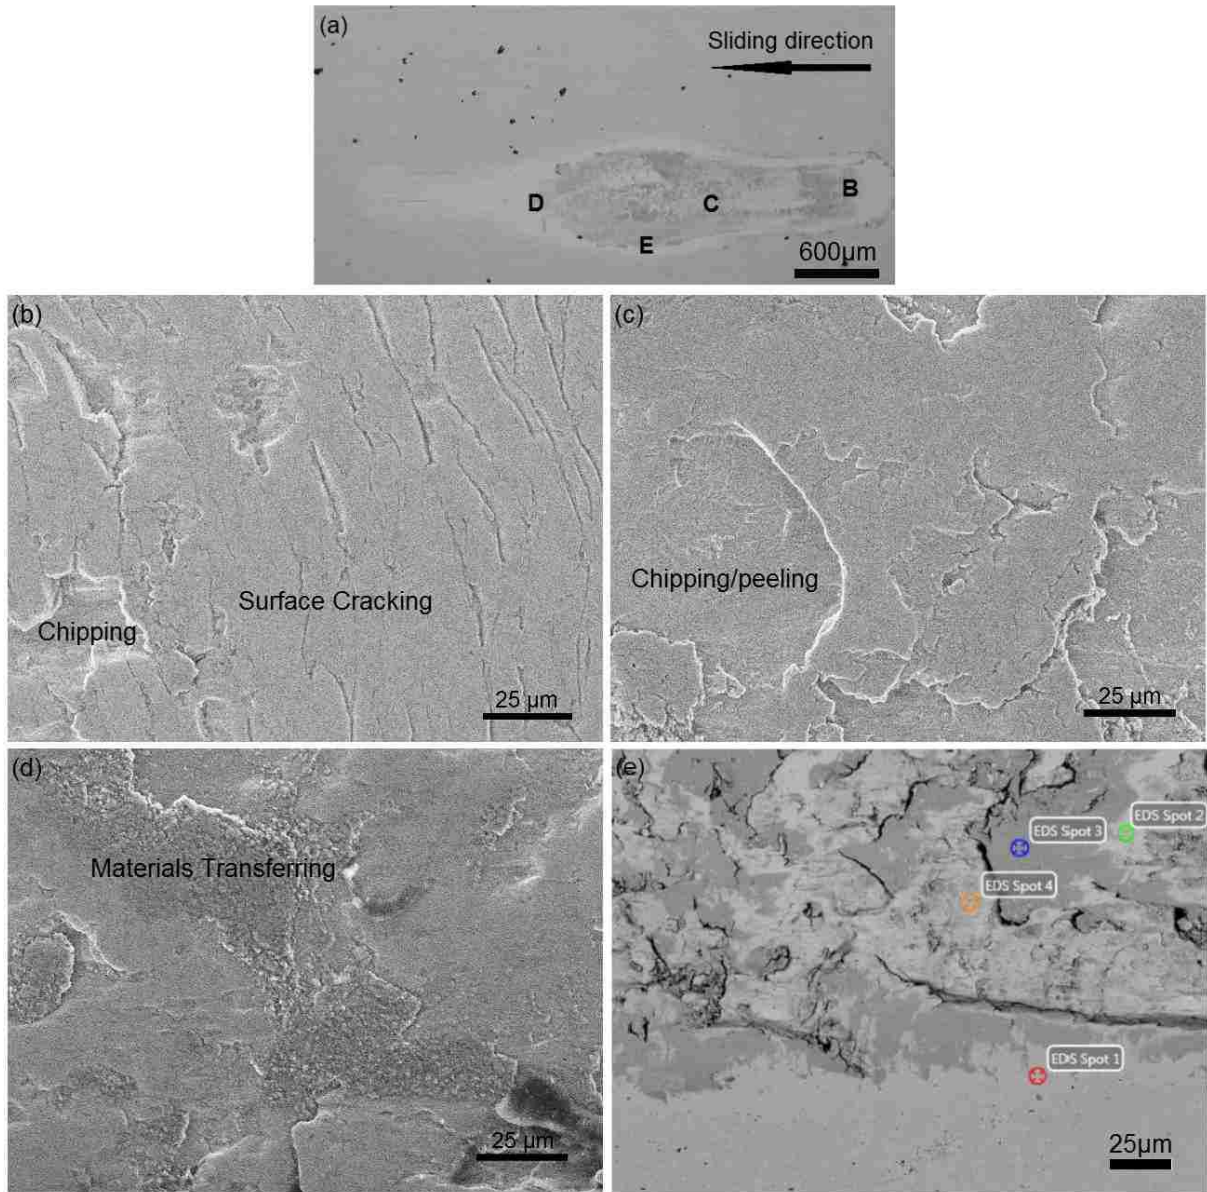 (a)
Sliding direction
B
D
C
E
600μm
(b)
Surface Cracking
Chipping
25 μm
(c)
Chipping/peeling
25 μm
(d)
Materials Transferring
25 μm
(e)
EDS Spot 2
EDS Spot 3
EDS Spot 4
EDS Spot 1
25μm